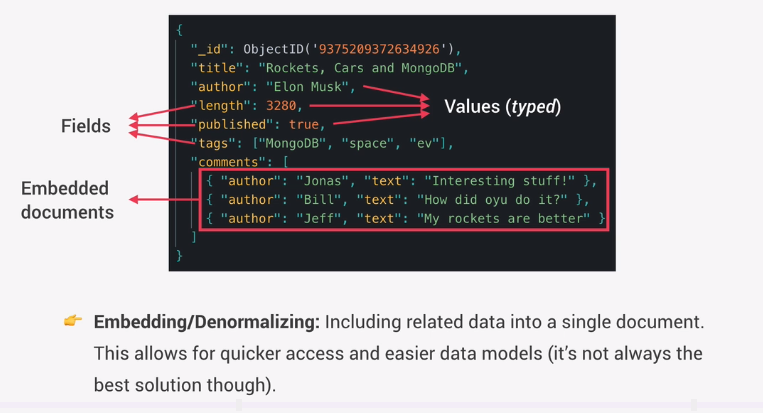 {
"_id": ObjectID('9375209372634926'),
"title": "Rockets, Cars and MongoDB",
"author": "Elon Musk",
"length": 3280,
"published": true,
"tags": ["MongoDB", "space", "ev"],
"comments": [
{ "author": "Jonas", "text": "Interesting stuff!" },
{ "author": "Bill", "text": "How did oyu do it?" },
{ "author": "Jeff", "text": "My rockets are better" }
]
}
Values (typed)
Fields
Embedded
documents
👉 Embedding/Denormalizing: Including related data into a single document.
This allows for quicker access and easier data models (it's not always the
best solution though).